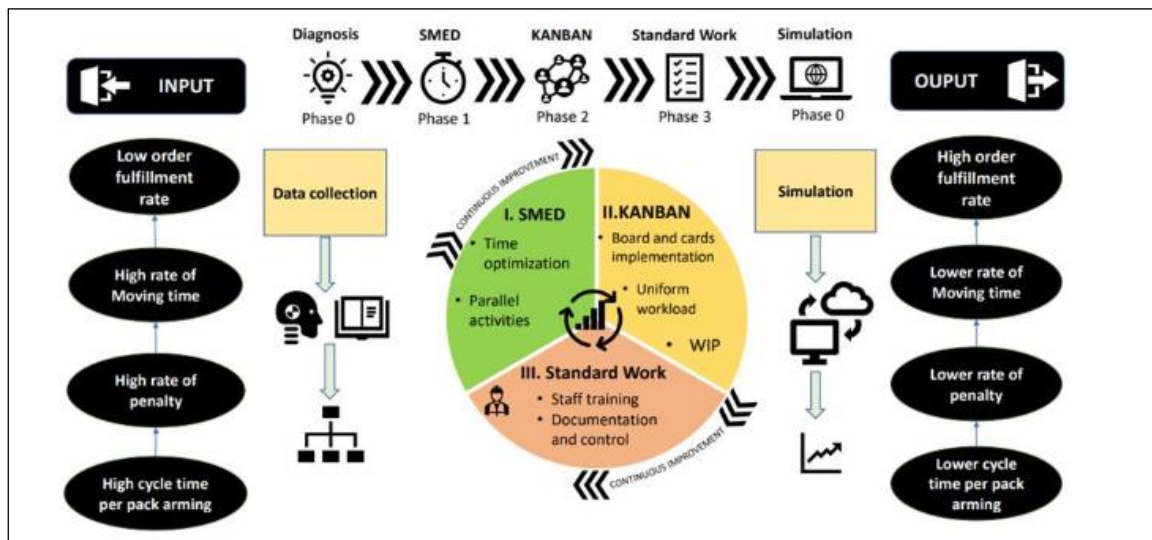 Diagnosis
SMED
KANBAN
Standard Work
Simulation
Phase 0
Phase 1
Phase 2
Phase 3
Phase 0
INPUT
Low order
fulfillment
rate
High rate of
Moving time
High rate of
penalty
High cycle time
per pack arming
Data collection
CONTINUOUS IMPROVEMENT
I. SMED
• Time
optimization
• Parallel
activities
II.KANBAN
• Board and cards
implementation
• Uniform
workload
• WIP
III. Standard Work
• Staff training
• Documentation
and control
CONTINUOUS IMPROVEMENT
Simulation
OUPUT
High order
fulfillment
rate
Lower rate of
Moving time
Lower rate of
penalty
Lower cycle
time per pack
arming